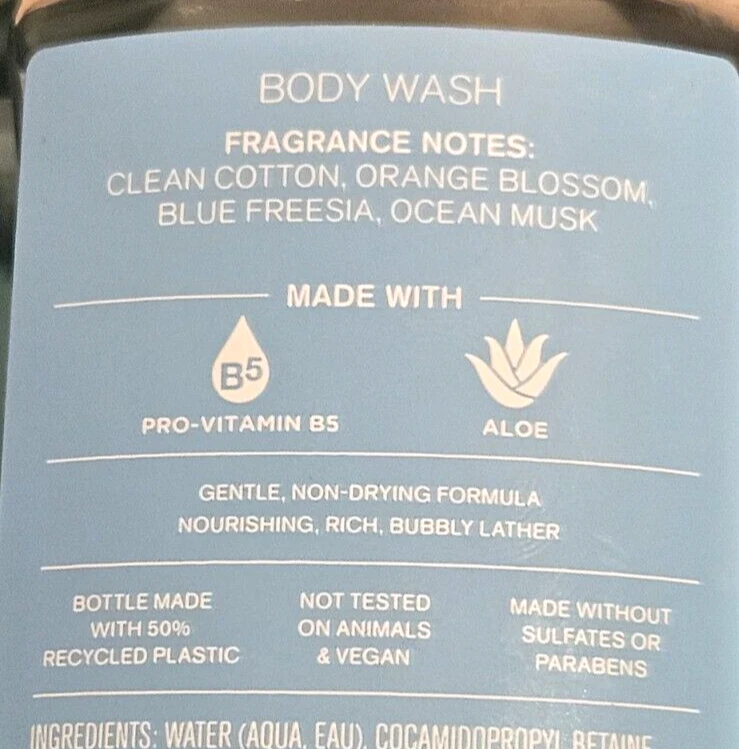 BODY WASH
FRAGRANCE NOTES:
CLEAN COTTON, ORANGE BLOSSOM,
BLUE FREESIA, OCEAN MUSK
MADE WITH
B5
PRO-VITAMIN B5
ALOE
GENTLE, NON-DRYING FORMULA
NOURISHING, RICH, BUBBLY LATHER
BOTTLE MADE
WITH 50%
RECYCLED PLASTIC
NOT TESTED
ON ANIMALS
& VEGAN
MADE WITHOUT
SULFATES OR
PARABENS
INGREDIENTS: WATER (AQUA, EAU), COCAMIDOPROPYL BETAINE,